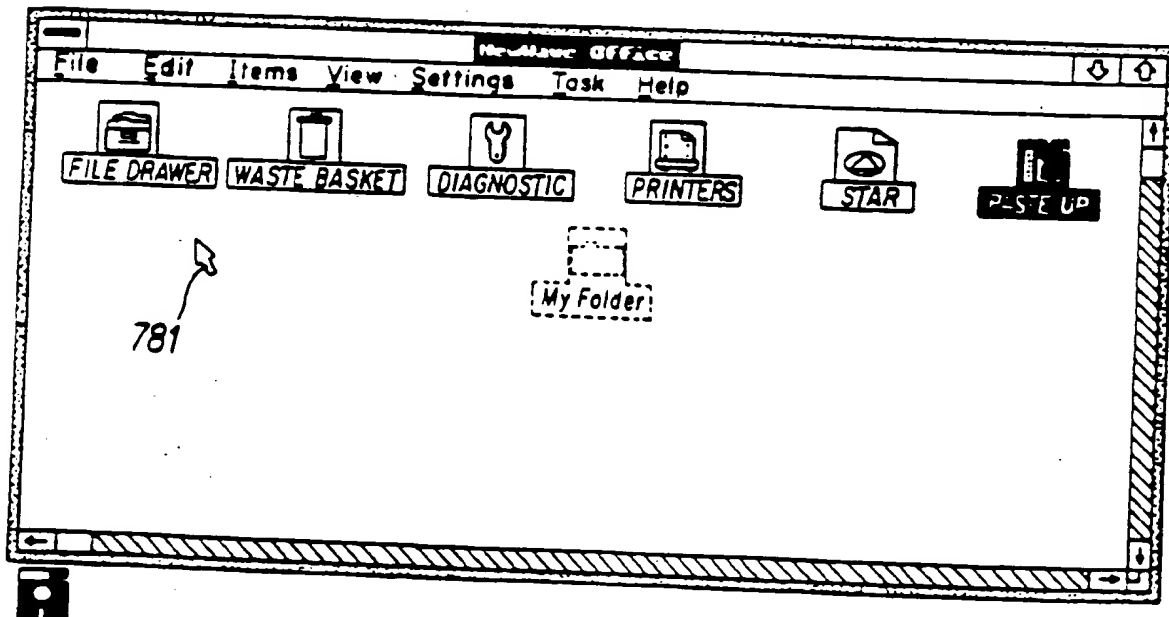 NewWave Office
File Edit Items View Settings Task Help
FILE DRAWER WASTE BASKET DIAGNOSTIC PRINTERS STAR PASTE UP
My Folder
781